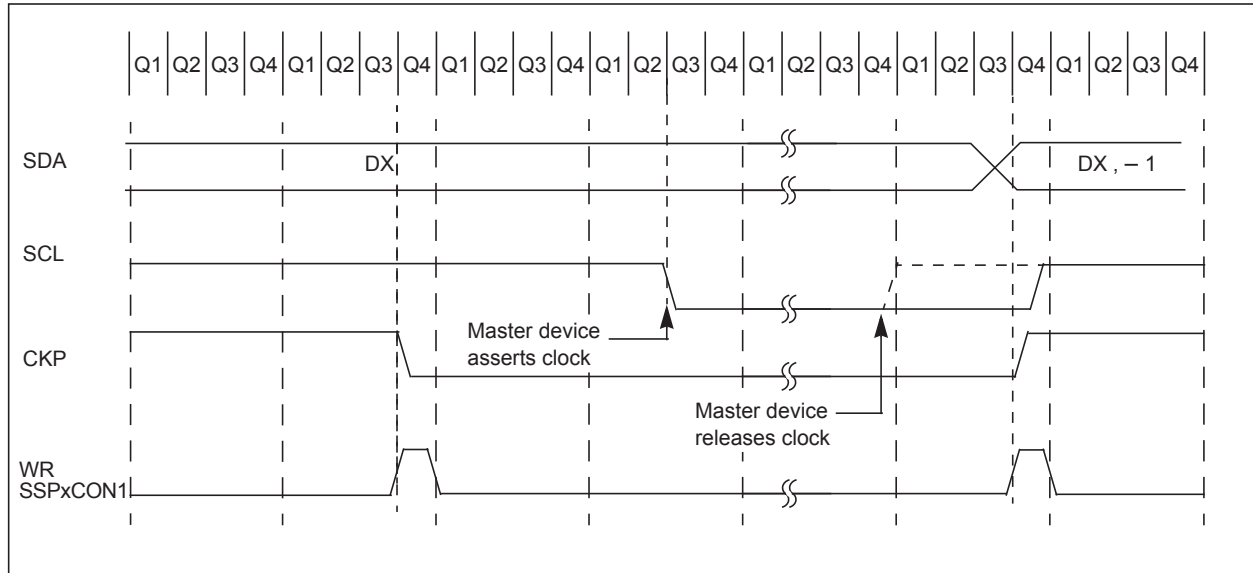 Q1 Q2 Q3 Q4 Q1 Q2 Q3 Q4 Q1 Q2 Q3 Q4 Q1 Q2 Q3 Q4 Q1 Q2 Q3 Q4 Q1 Q2 Q3 Q4 Q1 Q2 Q3 Q4
SDA
DX
DX , – 1
SCL
Master device
asserts clock
CKP
Master device
releases clock
WR
SSPxCON1